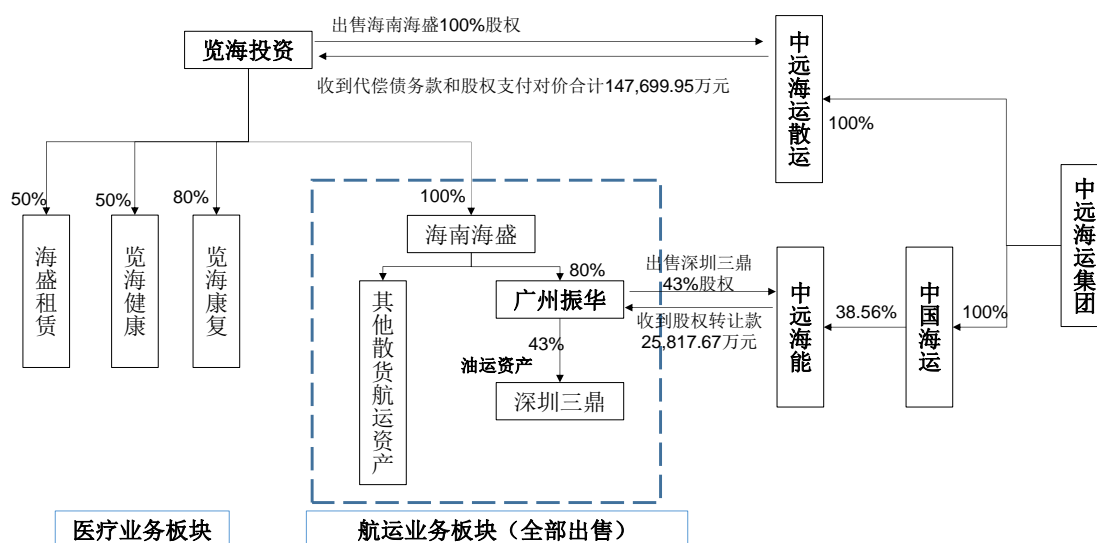 出售海南海盛100%股权
览海投资
收到代偿债务款和股权支付对价合计147,699.95万元
中远海运散运
100%
50%
50%
80%
100%
海盛租赁
览海健康
览海康复
海南海盛
80%
其他散货航运资产
广州振华
出售深圳三鼎
43%股权
收到股权转让款
25,817.67万元
43%
油运资产
深圳三鼎
中远海能
38.56%
中国海运
100%
中远海运集团
医疗业务板块
航运业务板块（全部出售）